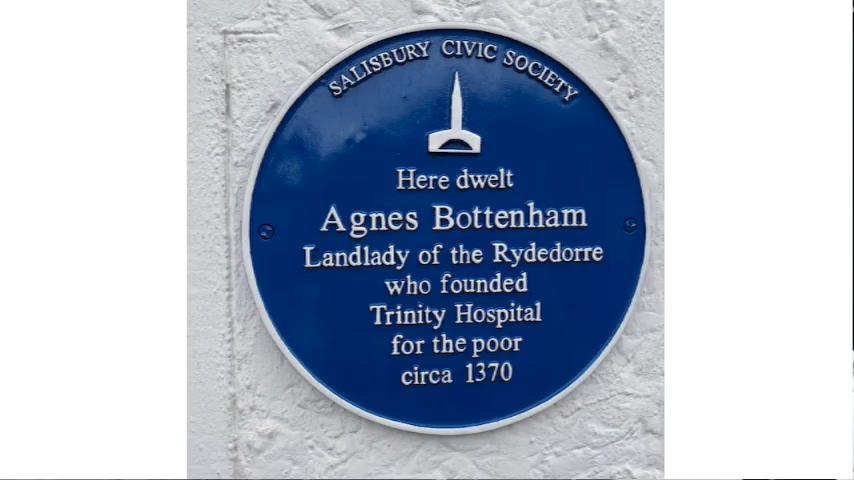 SALISBURY CIVIC SOCIETY
Here dwelt
Agnes Bottenham
Landlady of the Rydedorre
who founded
Trinity Hospital
for the poor
circa 1370